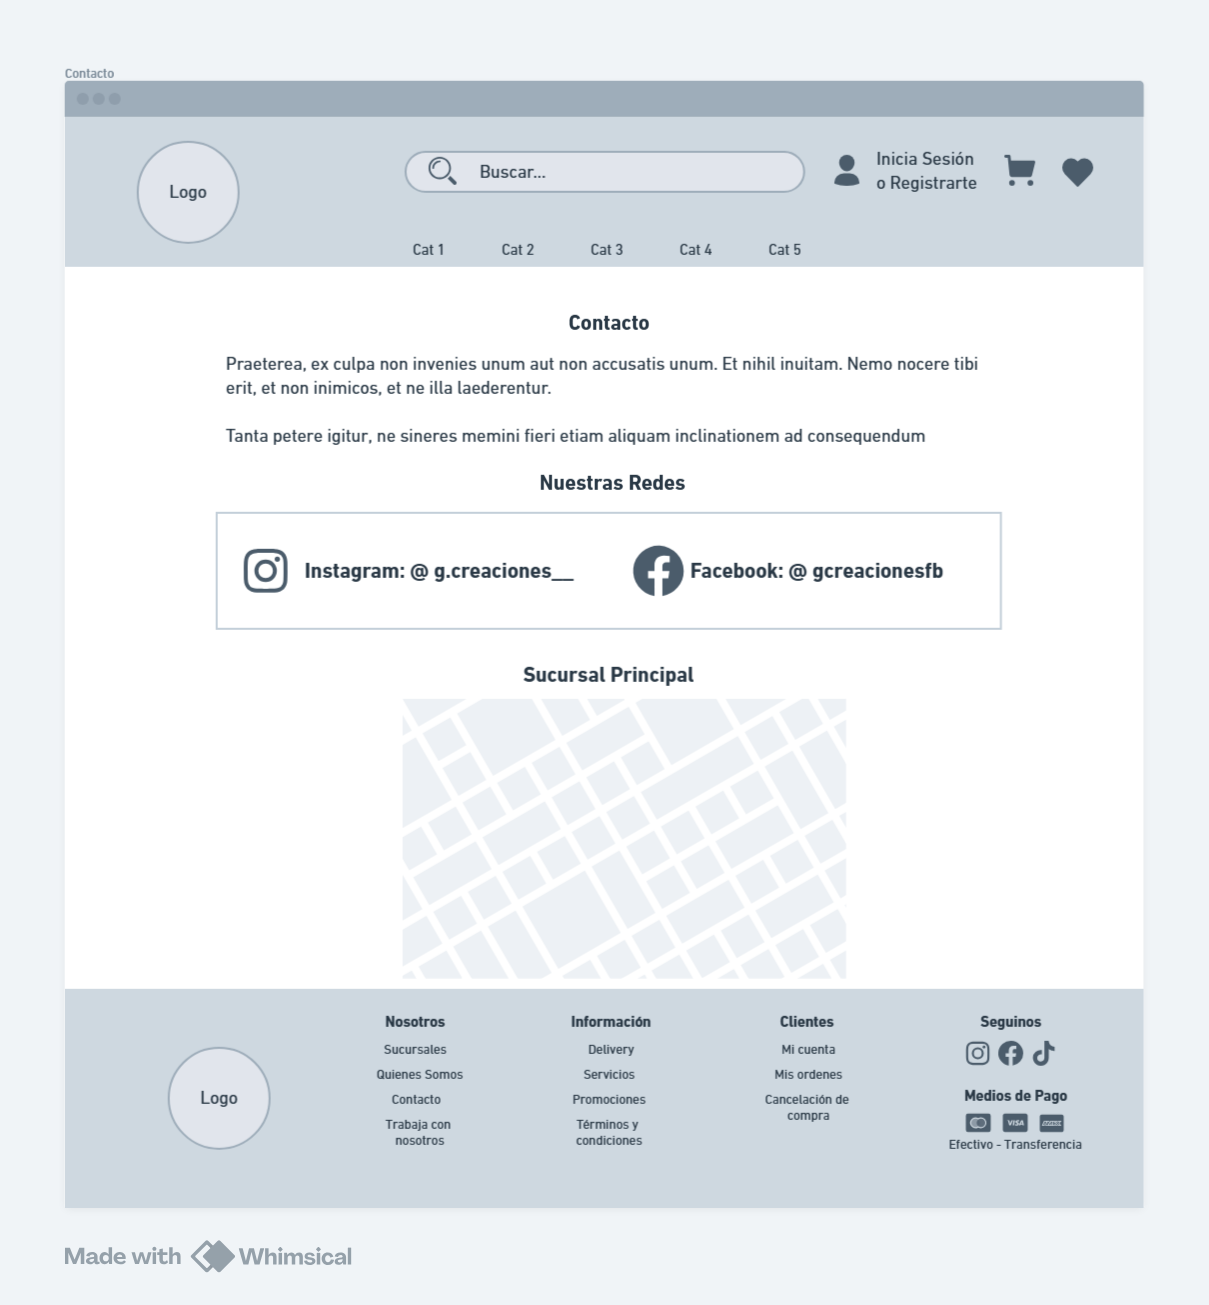 Contacto
Logo
Buscar...
Inicia Sesión
o Registrarte
Cat 1
Cat 2
Cat 3
Cat 4
Cat 5
Contacto
Praeterea, ex culpa non invenies unum aut non accusatis unum. Et nihil inuitam. Nemo nocere tibi
erit, et non inimicos, et ne illa laederentur.
Tanta petere igitur, ne sineres memini fieri etiam aliquam inclinationem ad consequendum
Nuestras Redes
Instagram: @ g.creaciones__
Facebook: @ gcreacionesfb
Sucursal Principal
Logo
Nosotros
Sucursales
Quienes Somos
Contacto
Trabaja con
nosotros
Información
Delivery
Servicios
Promociones
Términos y
condiciones
Clientes
Mi cuenta
Mis ordenes
Cancelación de
compra
Seguinos
Medios de Pago
VISA
Efectivo - Transferencia
Made with Whimsical